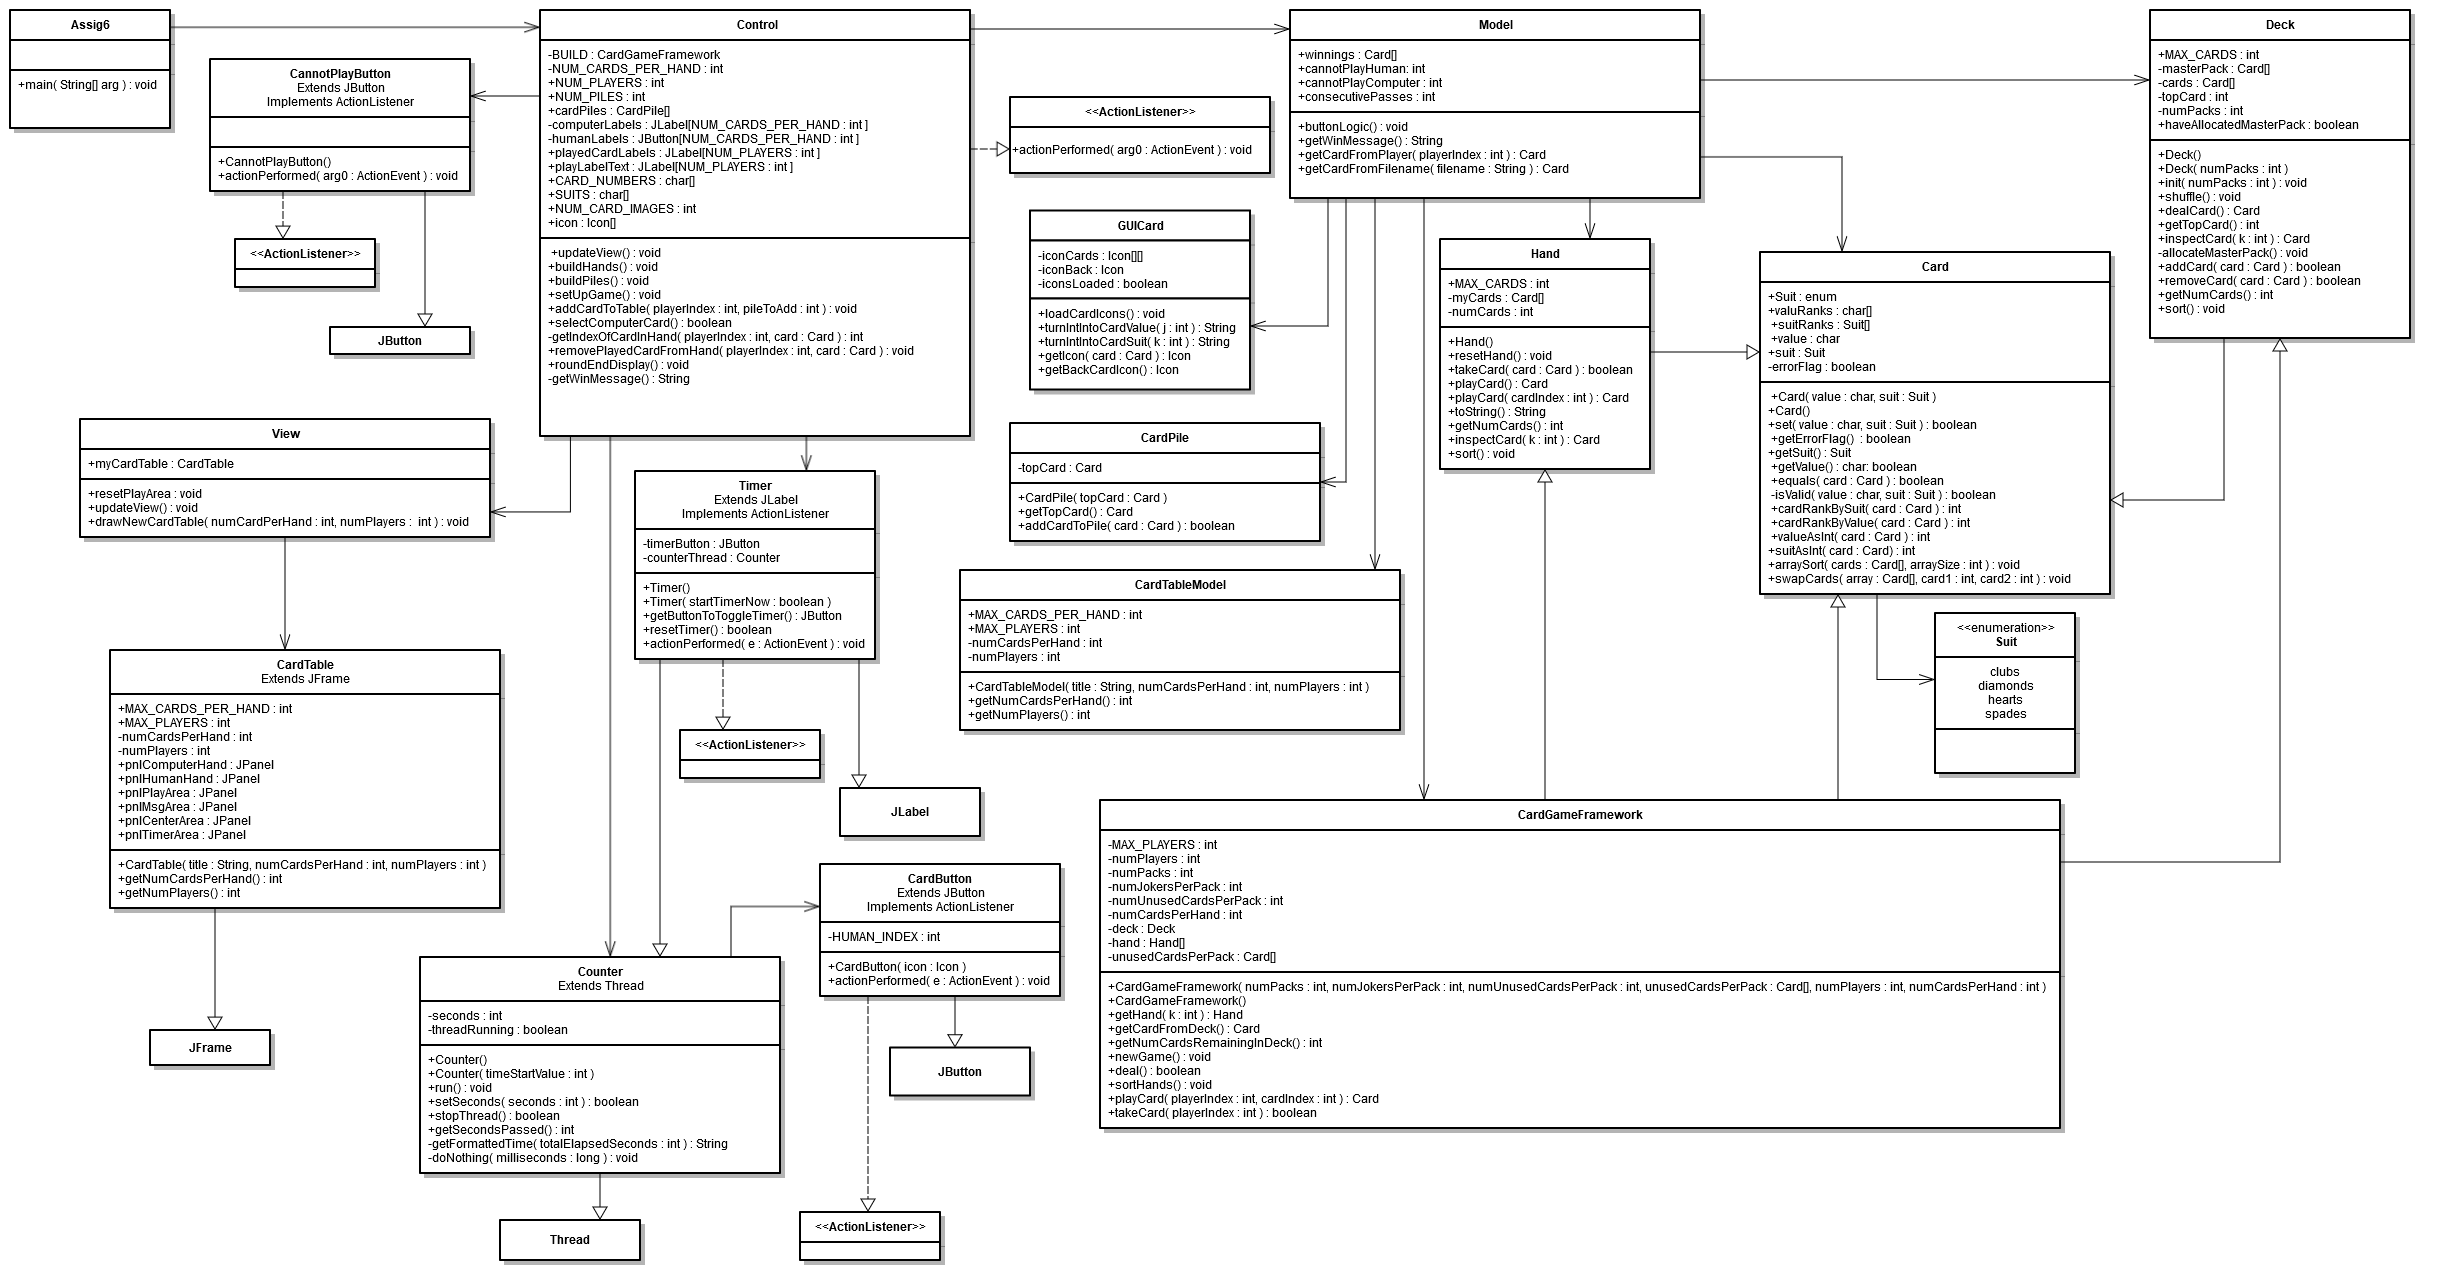 Assig6
+main( String[] arg ) : void
CannotPlayButton
Extends JButton
Implements ActionListener
+CannotPlayButton()
+actionPerformed( arg0 : ActionEvent ) : void
<<ActionListener>>
JButton
Control
-BUILD : CardGameFramework
-NUM_CARDS_PER_HAND : int
+NUM_PLAYERS : int
+NUM_PILES : int
+cardPiles : CardPile[]
-computerLabels : JLabel[NUM_CARDS_PER_HAND : int ]
-humanLabels : JButton[NUM_CARDS_PER_HAND : int ]
+playedCardLabels : JLabel[NUM_PLAYERS : int ]
+playLabelText : JLabel[NUM_PLAYERS : int ]
+CARD_NUMBERS : char[]
+SUITS : char[]
+NUM_CARD_IMAGES : int
+icon : Icon[]
+updateView() : void
+buildHands() : void
+buildPiles() : void
+setUpGame() : void
+addCardToTable( playerIndex : int, pileToAdd : int ) : void
+selectComputerCard() : boolean
-getIndexOfCardInHand( playerIndex : int, card : Card ) : int
+removePlayedCardFromHand( playerIndex : int, card : Card ) : void
+roundEndDisplay() : void
-getWinMessage() : String
<<ActionListener>>
+actionPerformed( arg0 : ActionEvent ) : void
Model
+winnings : Card[]
+cannotPlayHuman: int
+cannotPlayComputer : int
+consecutivePasses : int
+buttonLogic() : void
+getWinMessage() : String
+getCardFromPlayer( playerIndex : int ) : Card
+getCardFromFilename( filename : String ) : Card
Deck
+MAX_CARDS : int
-masterPack : Card[]
-cards : Card[]
-topCard : int
-numPacks : int
+haveAllocatedMasterPack : boolean
+Deck()
+Deck( numPacks : int )
+init( numPacks : int ) : void
+shuffle() : void
+dealCard() : Card
+getTopCard() : int
+inspectCard( k : int ) : Card
-allocateMasterPack() : void
+addCard( card : Card ) : boolean
+removeCard( card : Card ) : boolean
+getNumCards() : int
+sort() : void
GUICard
-iconCards : Icon[][]
-iconBack : Icon
-iconsLoaded : boolean
+loadCardIcons() : void
+turnIntIntoCardValue( j : int ) : String
+turnIntIntoCardSuit( k : int ) : String
+getIcon( card : Card ) : Icon
+getBackCardIcon() : Icon
Hand
+MAX_CARDS : int
-myCards : Card[]
-numCards : int
+Hand()
+resetHand() : void
+takeCard( card : Card ) : boolean
+playCard() : Card
+playCard( cardIndex : int ) : Card
+toString() : String
+getNumCards() : int
+inspectCard( k : int ) : Card
+sort() : void
Card
+Suit : enum
+valuRanks : char[]
+suitRanks : Suit[]
+value : char
+suit : Suit
-errorFlag : boolean
+Card( value : char, suit : Suit )
+Card()
+set( value : char, suit : Suit ) : boolean
+getErrorFlag() : boolean
+getSuit() : Suit
+getValue() : char: boolean
+equals( card : Card ) : boolean
-isValid( value : char, suit : Suit ) : boolean
+cardRankBySuit( card : Card ) : int
+cardRankByValue( card : Card ) : int
+valueAsInt( card : Card ) : int
+suitAsInt( card : Card) : int
+arraySort( cards : Card[], arraySize : int ) : void
+swapCards( array : Card[], card1 : int, card2 : int ) : void
View
+myCardTable : CardTable
+resetPlayArea : void
+updateView() : void
+drawNewCardTable( numCardPerHand : int, numPlayers : int ) : void
Timer
Extends JLabel
Implements ActionListener
-timerButton : JButton
-counterThread : Counter
+Timer()
+Timer( startTimerNow : boolean )
+getButtonToToggleTimer() : JButton
+resetTimer() : boolean
+actionPerformed( e : ActionEvent ) : void
<<ActionListener>>
JLabel
CardPile
-topCard : Card
+CardPile( topCard : Card )
+getTopCard() : Card
+addCardToPile( card : Card ) : boolean
CardTableModel
+MAX_CARDS_PER_HAND : int
+MAX_PLAYERS : int
-numCardsPerHand : int
-numPlayers : int
+CardTableModel( title : String, numCardsPerHand : int, numPlayers : int )
+getNumCardsPerHand() : int
+getNumPlayers() : int
<<enumeration>>
Suit
clubs
diamonds
hearts
spades
CardTable
Extends JFrame
+MAX_CARDS_PER_HAND : int
+MAX_PLAYERS : int
-numCardsPerHand : int
-numPlayers : int
+pnlComputerHand : JPanel
+pnlHumanHand : JPanel
+pnlPlayArea : JPanel
+pnlMsgArea : JPanel
+pnlCenterArea : JPanel
+pnlTimerArea : JPanel
+CardTable( title : String, numCardsPerHand : int, numPlayers : int )
+getNumCardsPerHand() : int
+getNumPlayers() : int
JFrame
Counter
Extends Thread
-seconds : int
-threadRunning : boolean
+Counter()
+Counter( timeStartValue : int )
+run() : void
+setSeconds( seconds : int ) : boolean
+stopThread() : boolean
+getSecondsPassed() : int
-getFormattedTime( totalElapsedSeconds : int ) : String
-doNothing( milliseconds : long ) : void
Thread
CardButton
Extends JButton
Implements ActionListener
-HUMAN_INDEX : int
+CardButton( icon : Icon )
+actionPerformed( e : ActionEvent ) : void
JButton
<<ActionListener>>
CardGameFramework
-MAX_PLAYERS : int
-numPlayers : int
-numPacks : int
-numJokersPerPack : int
-numUnusedCardsPerPack : int
-numCardsPerHand : int
-deck : Deck
-hand : Hand[]
-unusedCardsPerPack : Card[]
+CardGameFramework( numPacks : int, numJokersPerPack : int, numUnusedCardsPerPack : int, unusedCardsPerPack : Card[], numPlayers : int, numCardsPerHand : int )
+CardGameFramework()
+getHand( k : int ) : Hand
+getCardFromDeck() : Card
+getNumCardsRemainingInDeck() : int
+newGame() : void
+deal() : boolean
+sortHands() : void
+playCard( playerIndex : int, cardIndex : int ) : Card
+takeCard( playerIndex : int ) : boolean